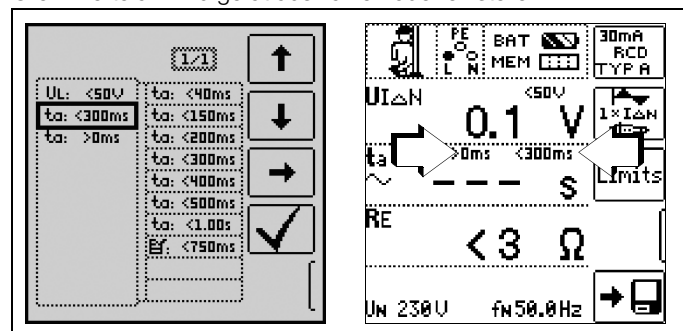 1/1
UL: <50V
ta: <300ms
ta: >0ms
ta: <40ms
ta: <150ms
ta: <200ms
ta: <300ms
ta: <400ms
ta: <500ms
ta: <1.00s
<750ms
PE
L N
BAT
MEM
30mA
RCD
TYP A
UI△N
<50V
0.1 V
1×I△N
ta
>0ms <300ms
Limits
~ --- s
RE
<3 Ω
UN 230V fN50.0Hz